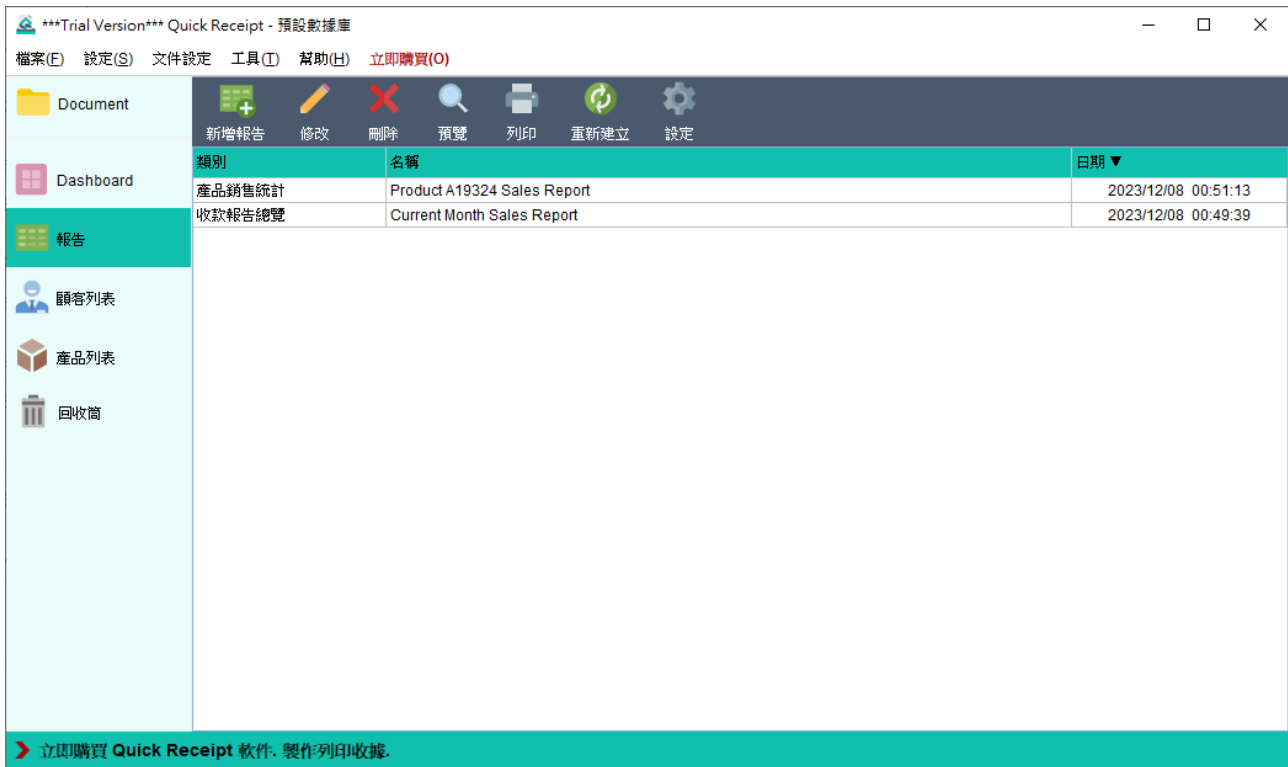 ***Trial Version*** Quick Receipt - 預設數據庫
檔案(F) 設定(S) 文件設定 工具(T) 幫助(H) 立即購買(O)
Document
新增報告 修改 刪除 預覽 列印 重新建立 設定
類別 名稱 日期 ▼
Dashboard
產品銷售統計 Product A19324 Sales Report 2023/12/08 00:51:13
收款報告總覽 Current Month Sales Report 2023/12/08 00:49:39
報告
顧客列表
產品列表
回收筒
立即購買 Quick Receipt 軟件. 製作列印收據.